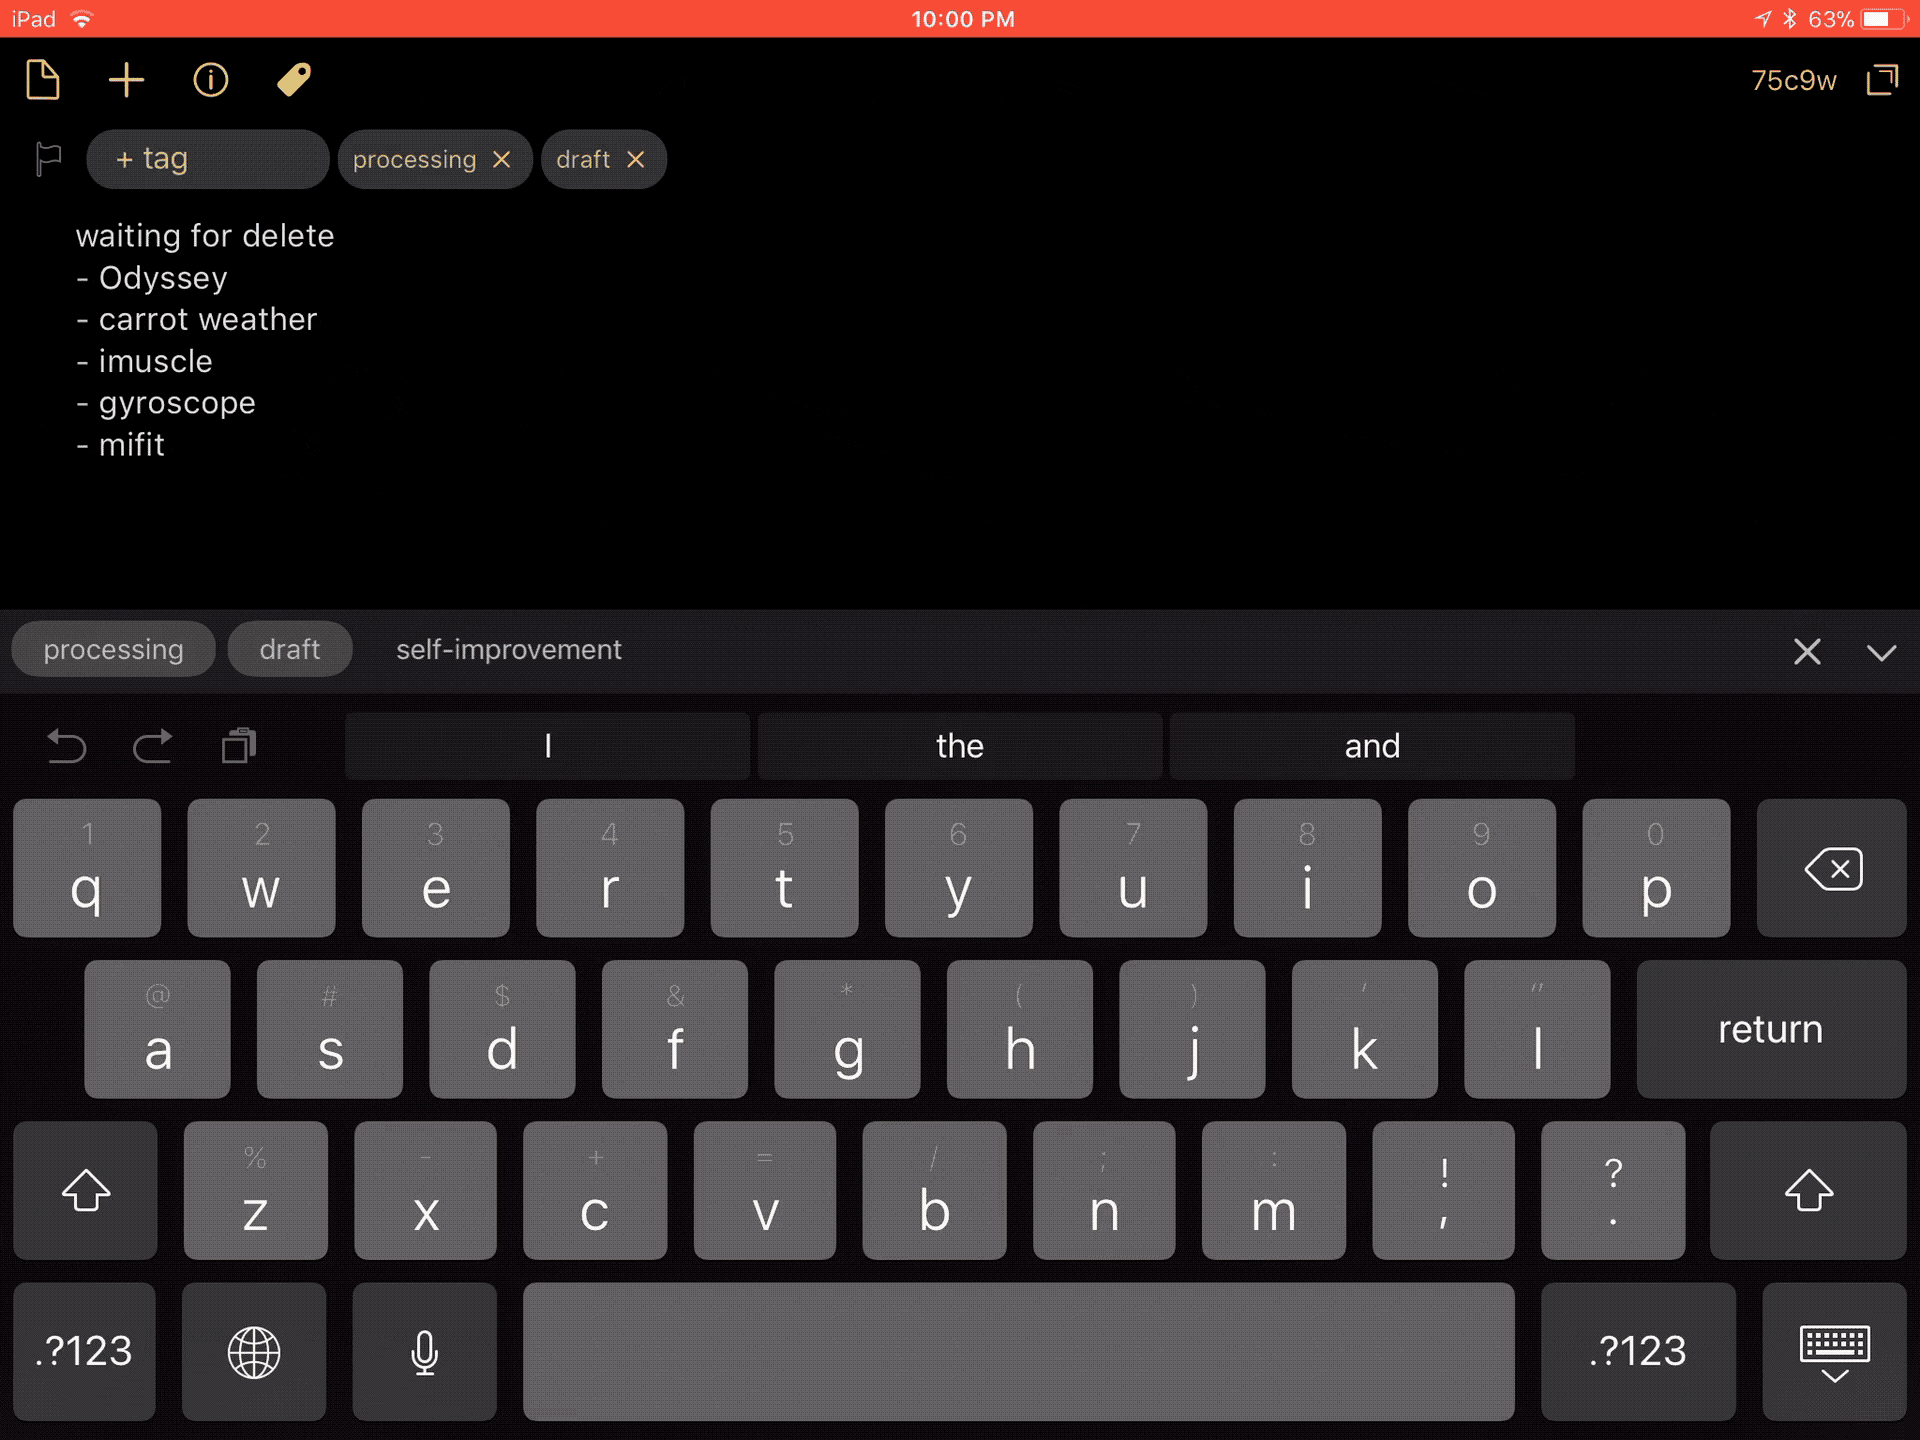 iPad 10:00 PM 63%
75c9w
+ tag processing draft
waiting for delete
- Odyssey
- carrot weather
- imuscle
- gyroscope
- mifit
processing draft self-improvement
I the and
1 2 3 4 5 6 7 8 9 0
q w e r t y u i o p
@ # $ & * ( ) ' "
a s d f g h j k l return
% - + = / ; : ! ?
z x c v b n m , .
.?123 .?123